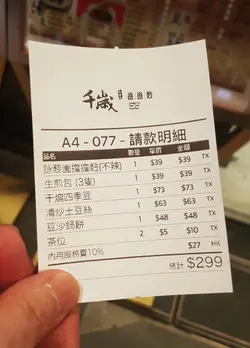 千歲
A4 - 077 - 請款明細
品名 數量 單價 金額
詠藜園擔擔麵(不辣) 1 $39 $39 TX
生煎包 (3隻) 1 $39 $39 TX
干燒四季豆 1 $73 $73 TX
清炒土豆絲 1 $63 $63 TX
豆沙鍋餅 1 $48 $48 TX
茶位 2 $5 $10 TX
內用服務費10% $27 HK
總計 $299